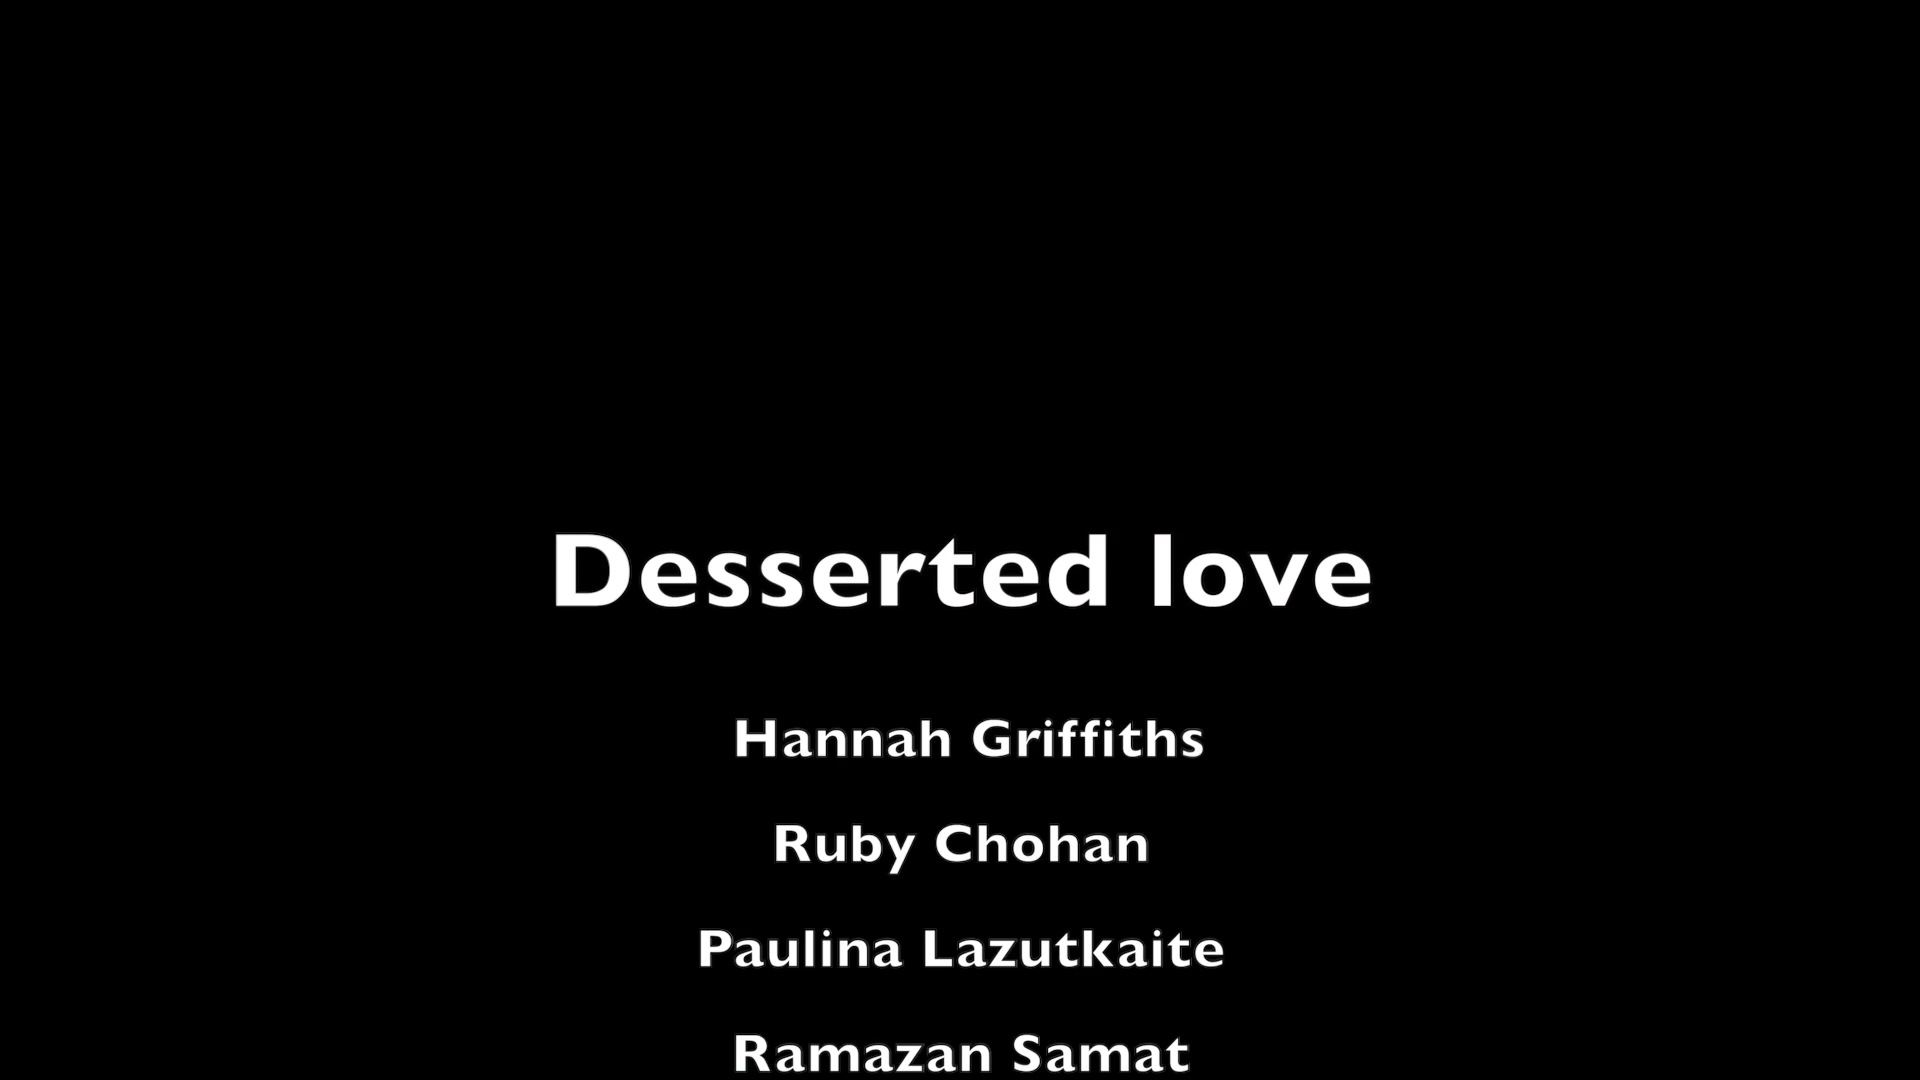 Desserted love
Hannah Griffiths
Ruby Chohan
Paulina Lazutkaite
Ramazan Samat